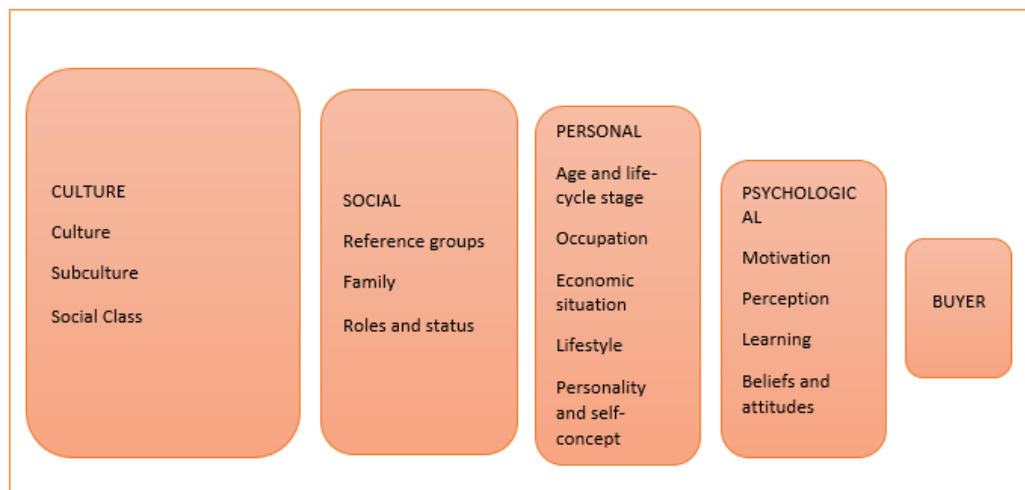 CULTURE
Culture
Subculture
Social Class
SOCIAL
Reference groups
Family
Roles and status
PERSONAL
Age and life-
cycle stage
Occupation
Economic
situation
Lifestyle
Personality
and self-
concept
PSYCHOLOGIC
AL
Motivation
Perception
Learning
Beliefs and
attitudes
BUYER